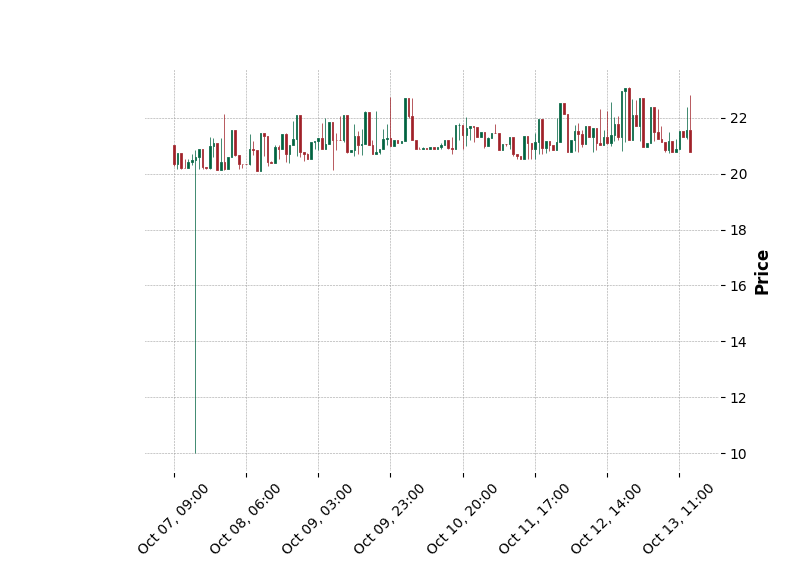 22
20
18
16
14
12
10
Price
Oct 07, 09:00
Oct 08, 06:00
Oct 09, 03:00
Oct 09, 23:00
Oct 10, 20:00
Oct 11, 17:00
Oct 12, 14:00
Oct 13, 11:00